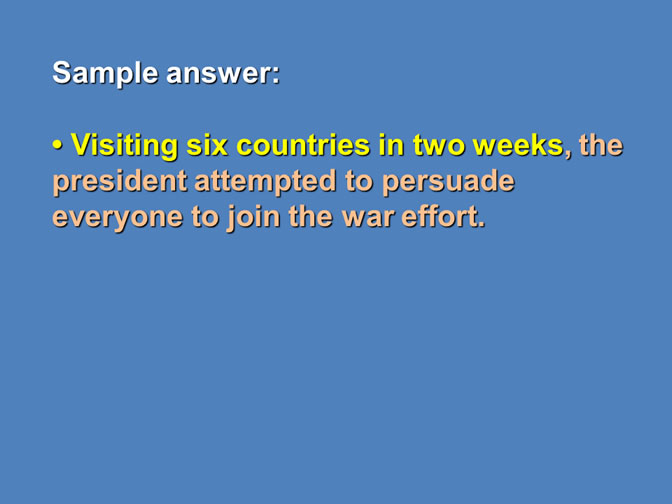 Sample answer:
• Visiting six countries in two weeks, the
president attempted to persuade
everyone to join the war effort.